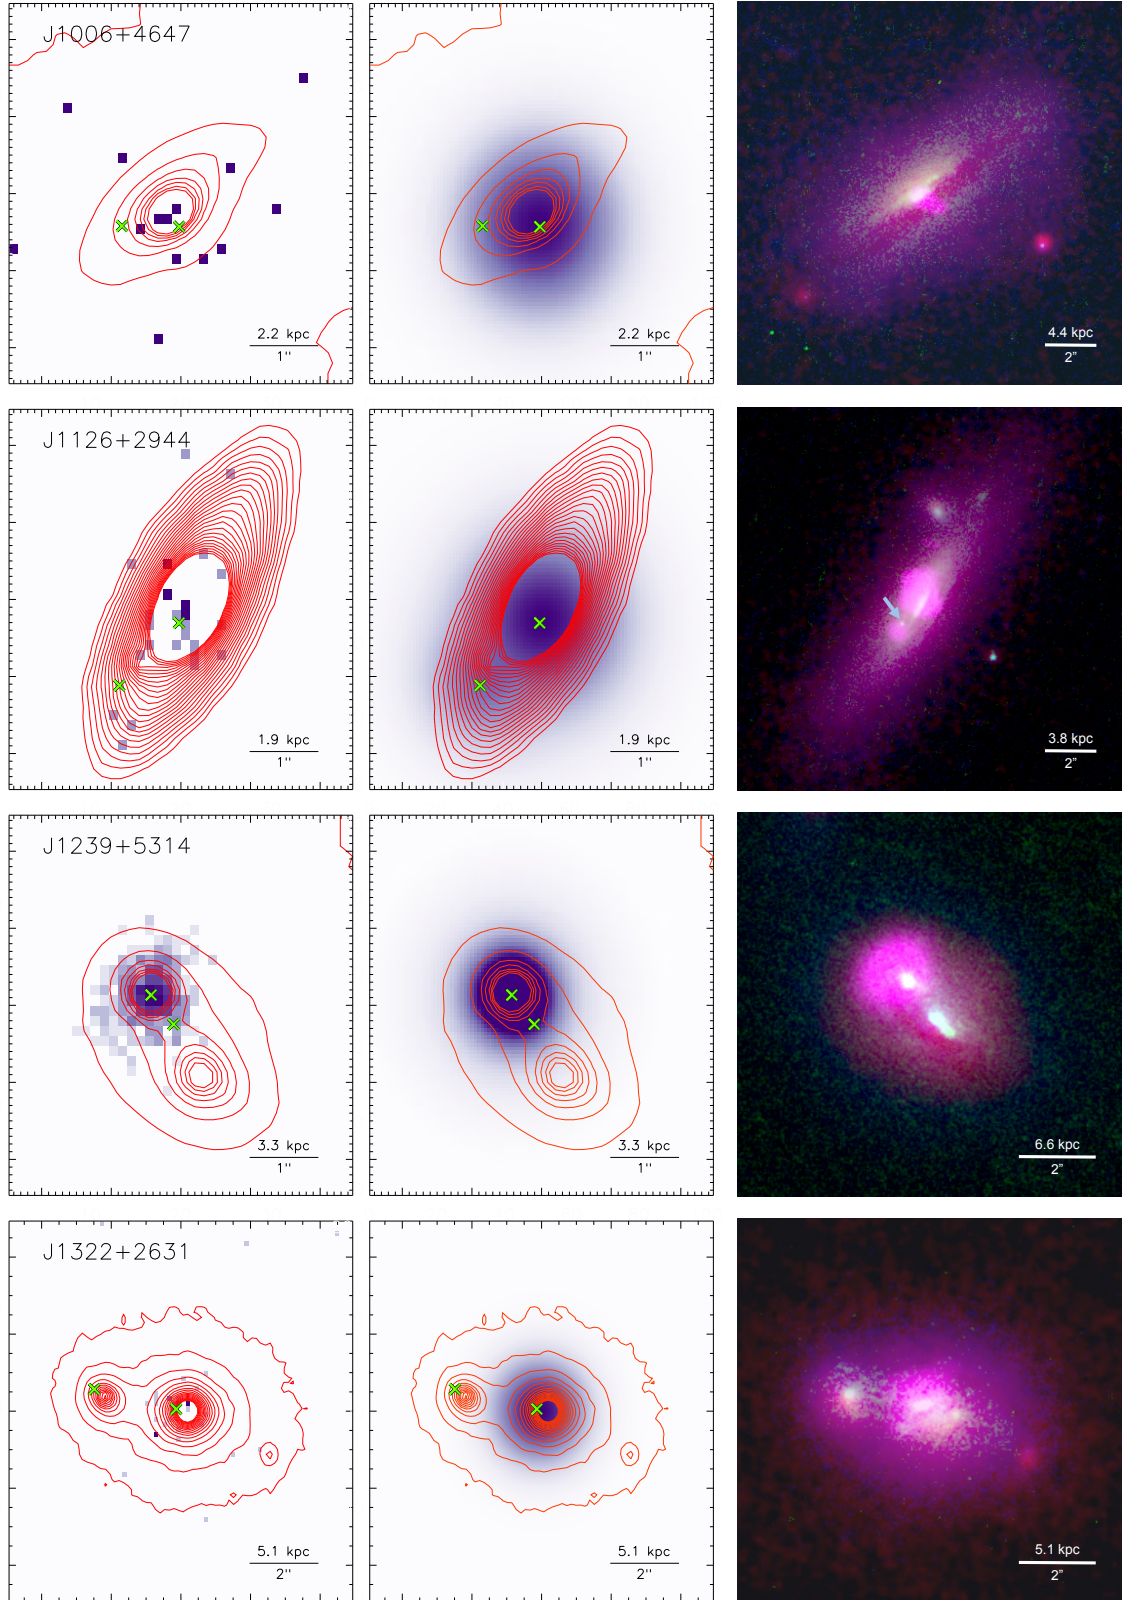 J1006+4647
2.2 kpc
1"
2.2 kpc
1"
4.4 kpc
2"
J1126+2944
1.9 kpc
1"
1.9 kpc
1"
3.8 kpc
2"
J1239+5314
3.3 kpc
1"
3.3 kpc
1"
6.6 kpc
2"
J1322+2631
5.1 kpc
2"
5.1 kpc
2"
5.1 kpc
2"